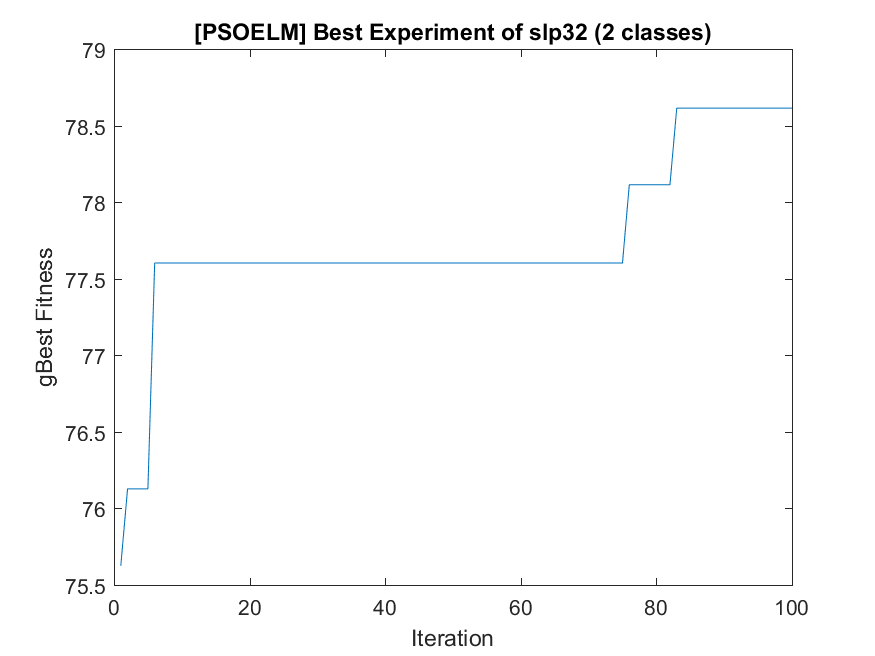 [PSOELM] Best Experiment of slp32 (2 classes)
79
78.5
78
77.5
77
76.5
76
75.5
gBest Fitness
0 20 40 60 80 100
Iteration